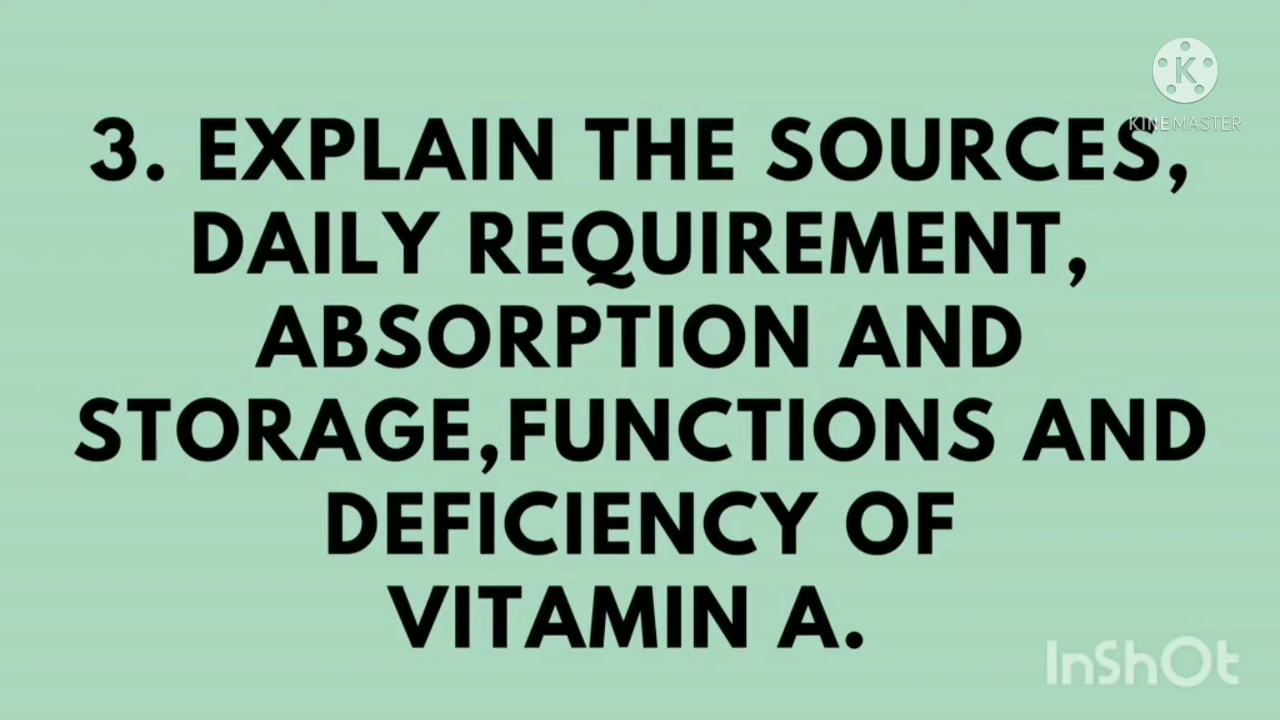 KINEMASTER
3. EXPLAIN THE SOURCES,
DAILY REQUIREMENT,
ABSORPTION AND
STORAGE,FUNCTIONS AND
DEFICIENCY OF
VITAMIN A.
InShOt